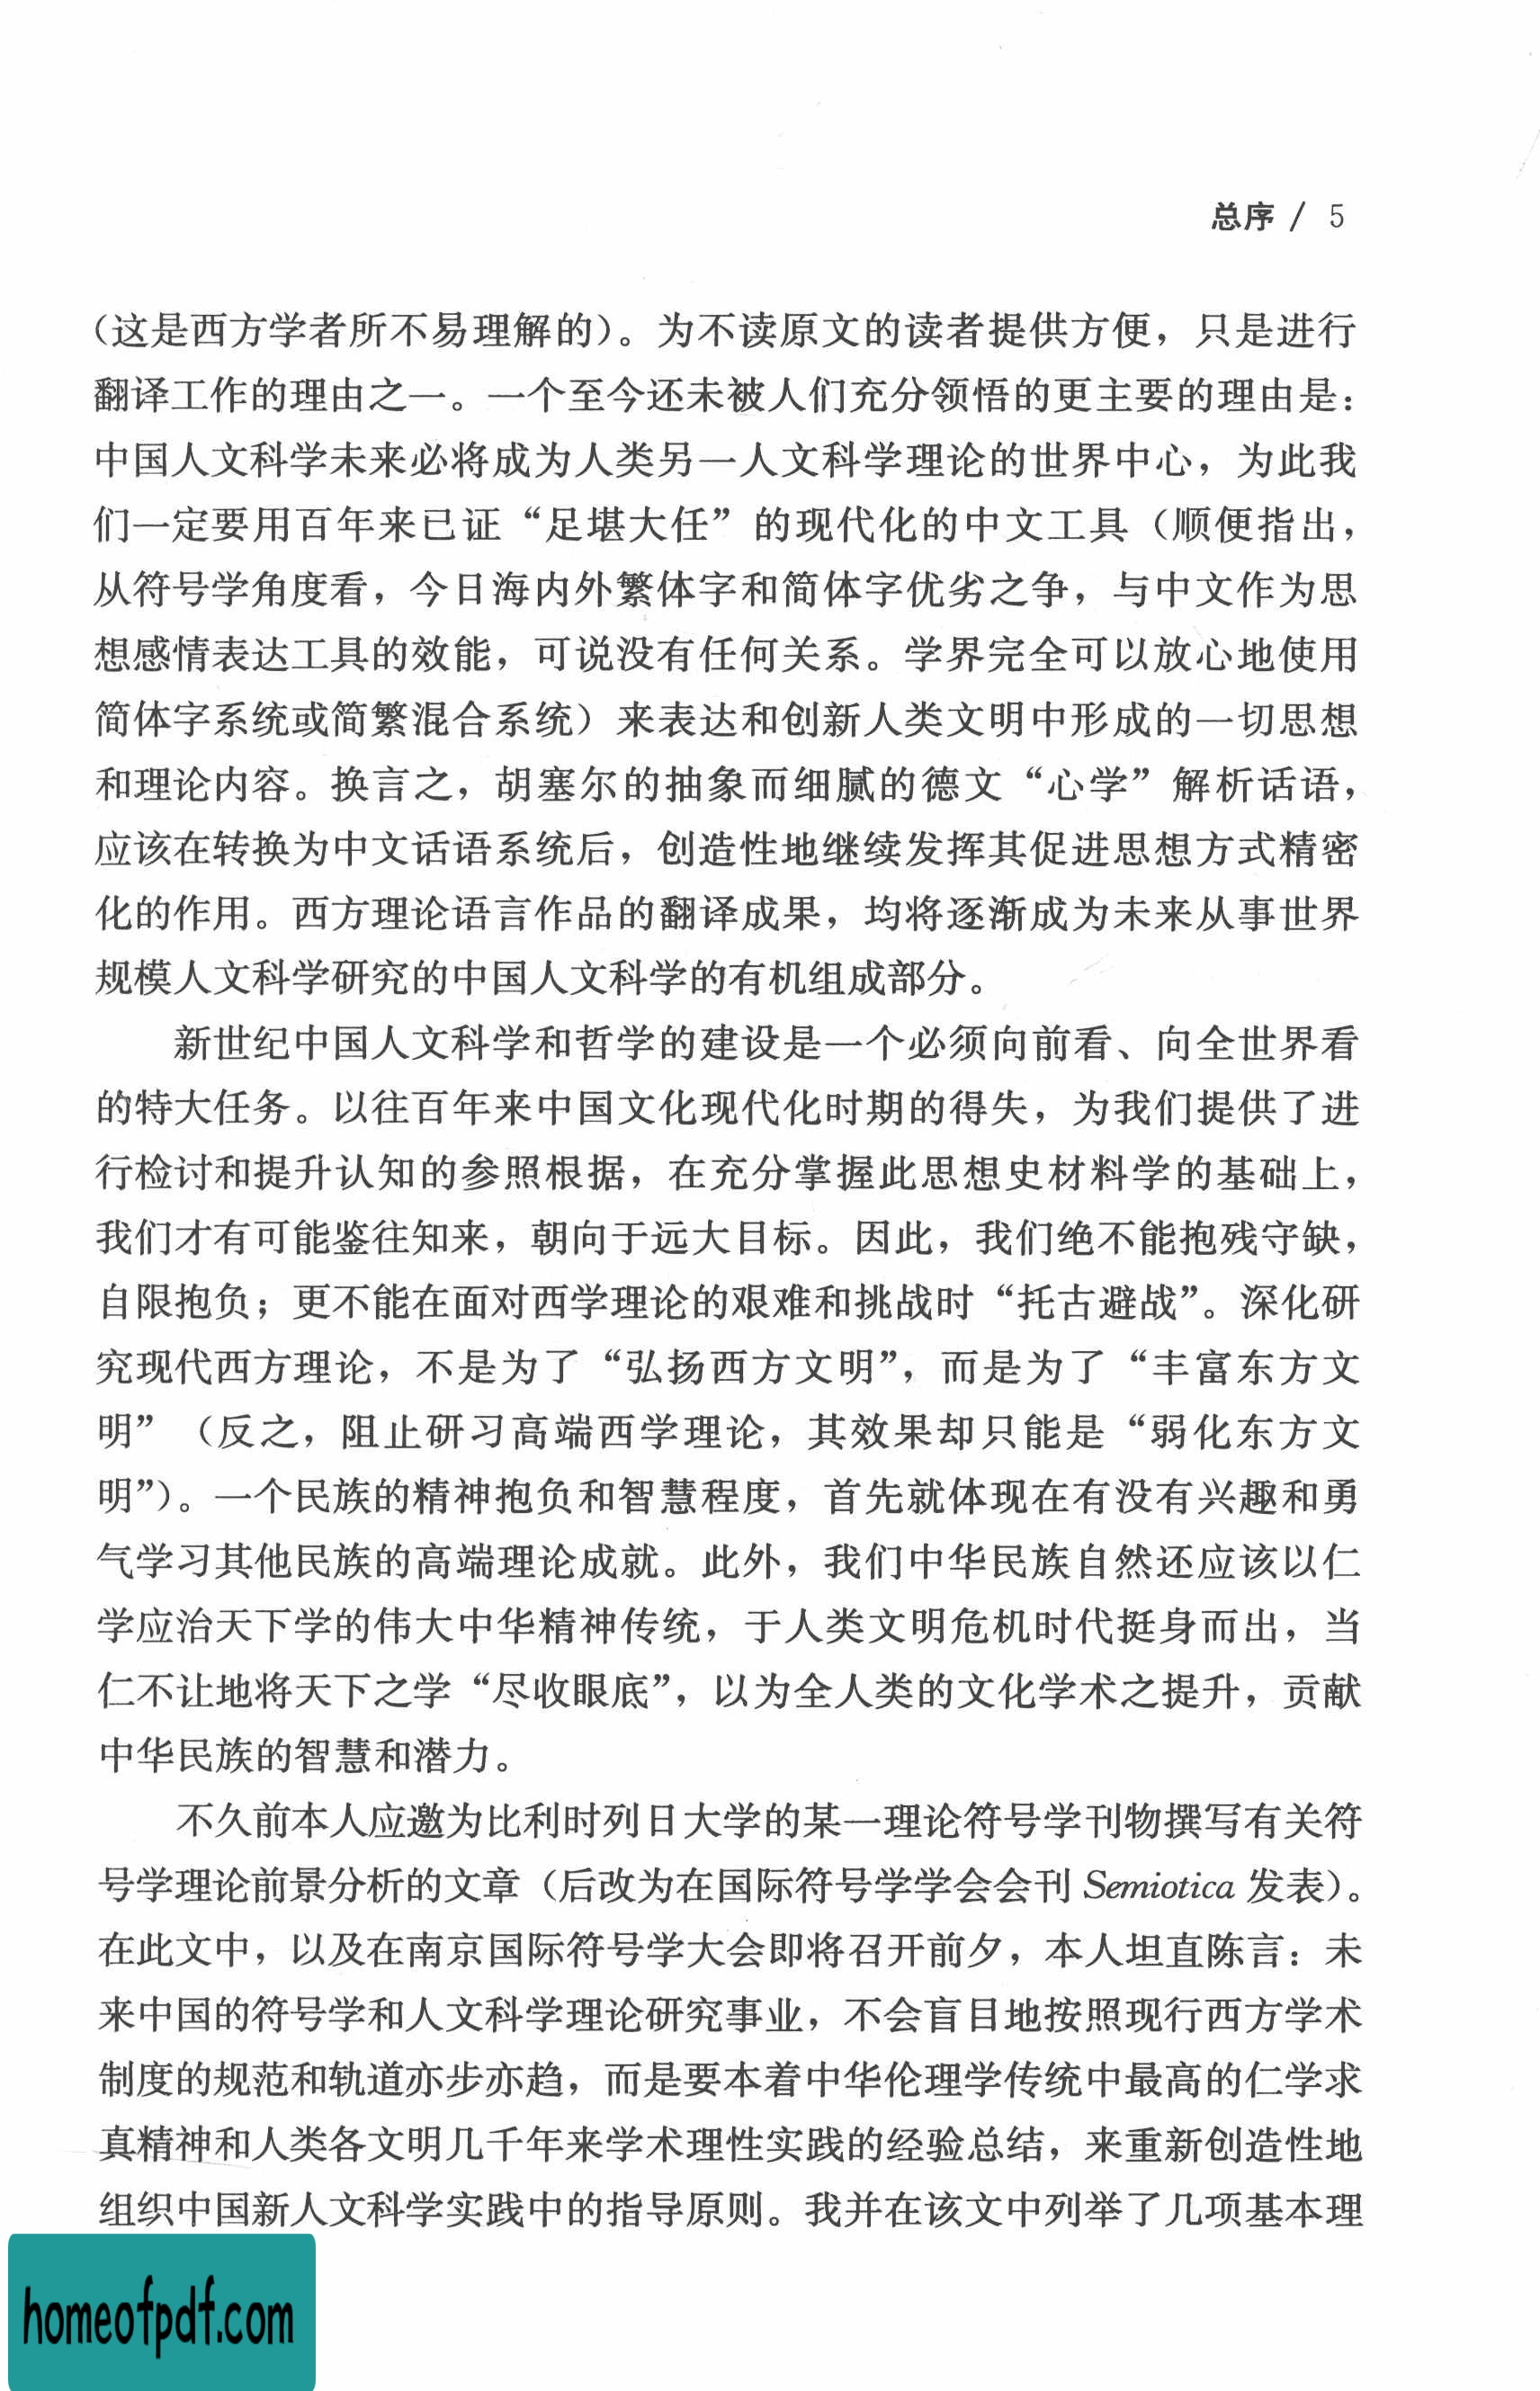 总序 / 5
（这是西方学者所不易理解的）。为不读原文的读者提供方便，只是进行
翻译工作的理由之一。一个至今还未被人们充分领悟的更主要的理由是：
中国人文科学未来必将成为人类另一人文科学理论的世界中心，为此我
们一定要用百年来已证“足堪大任”的现代化的中文工具（顺便指出，
从符号学角度看，今日海内外繁体字和简体字优劣之争，与中文作为思
想感情表达工具的效能，可说没有任何关系。学界完全可以放心地使用
简体字系统或简繁混合系统）来表达和创新人类文明中形成的一切思想
和理论内容。换言之，胡塞尔的抽象而细腻的德文“心学”解析话语，
应该在转换为中文话语系统后，创造性地继续发挥其促进思想方式精密
化的作用。西方理论语言作品的翻译成果，均将逐渐成为未来从事世界
规模人文科学研究的中国人文科学的有机组成部分。
新世纪中国人文科学和哲学的建设是一个必须向前看、向全世界看
的特大任务。以往百年来中国文化现代化时期的得失，为我们提供了进
行检讨和提升认知的参照根据，在充分掌握此思想史材料学的基础上，
我们才有可能鉴往知来，朝向于远大目标。因此，我们绝不能抱残守缺，
自限抱负；更不能在面对西学理论的艰难和挑战时“托古避战”。深化研
究现代西方理论，不是为了“弘扬西方文明”，而是为了“丰富东方文
明”（反之，阻止研习高端西学理论，其效果却只能是“弱化东方文
明”）。一个民族的精神抱负和智慧程度，首先就体现在有没有兴趣和勇
气学习其他民族的高端理论成就。此外，我们中华民族自然还应该以仁
学应治天下学的伟大中华精神传统，于人类文明危机时代挺身而出，当
仁不让地将天下之学“尽收眼底”，以为全人类的文化学术之提升，贡献
中华民族的智慧和潜力。
不久前本人应邀为比利时列日大学的某一理论符号学刊物撰写有关符
号学理论前景分析的文章（后改为在国际符号学学会会刊 Semiotica 发表）。
在此文中，以及在南京国际符号学大会即将召开前夕，本人坦直陈言：未
来中国的符号学和人文科学理论研究事业，不会盲目地按照现行西方学术
制度的规范和轨道亦步亦趋，而是要本着中华伦理学传统中最高的仁学求
真精神和人类各文明几千年来学术理性实践的经验总结，来重新创造性地
组织中国新人文科学实践中的指导原则。我并在该文中列举了几项基本理
homeofpdf.com